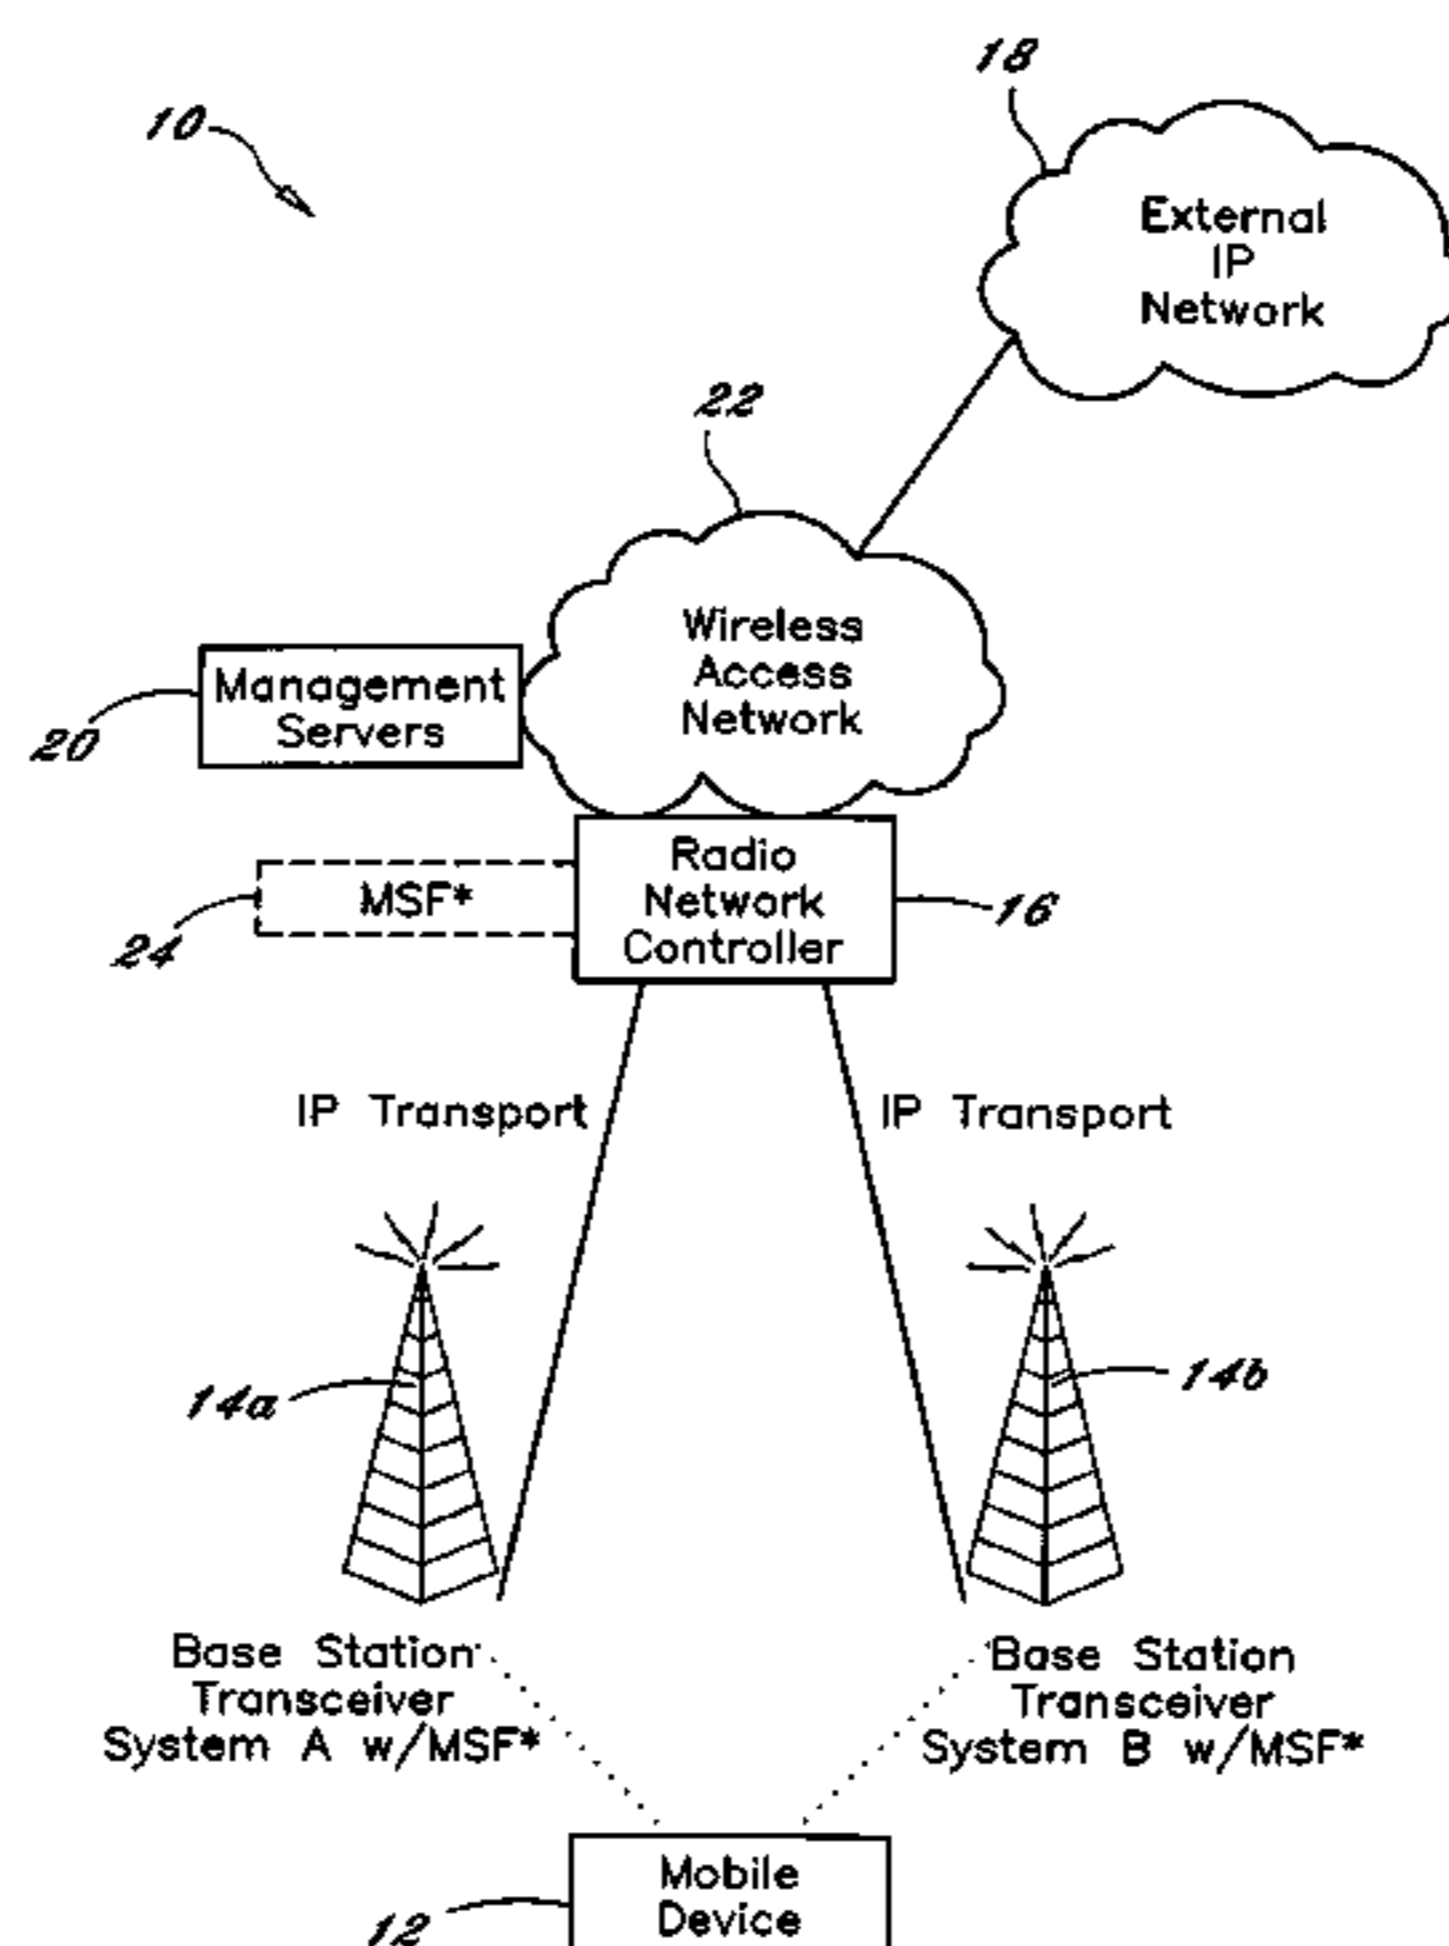 18
10
External
IP
Network
22
Wireless
Access
Network
Management
Servers
20
Radio
Network
Controller
MSF*
16
24
IP Transport
IP Transport
14a
14b
Base Station
Transceiver
System A w/MSF*
Base Station
Transceiver
System B w/MSF*
Mobile
Device
12